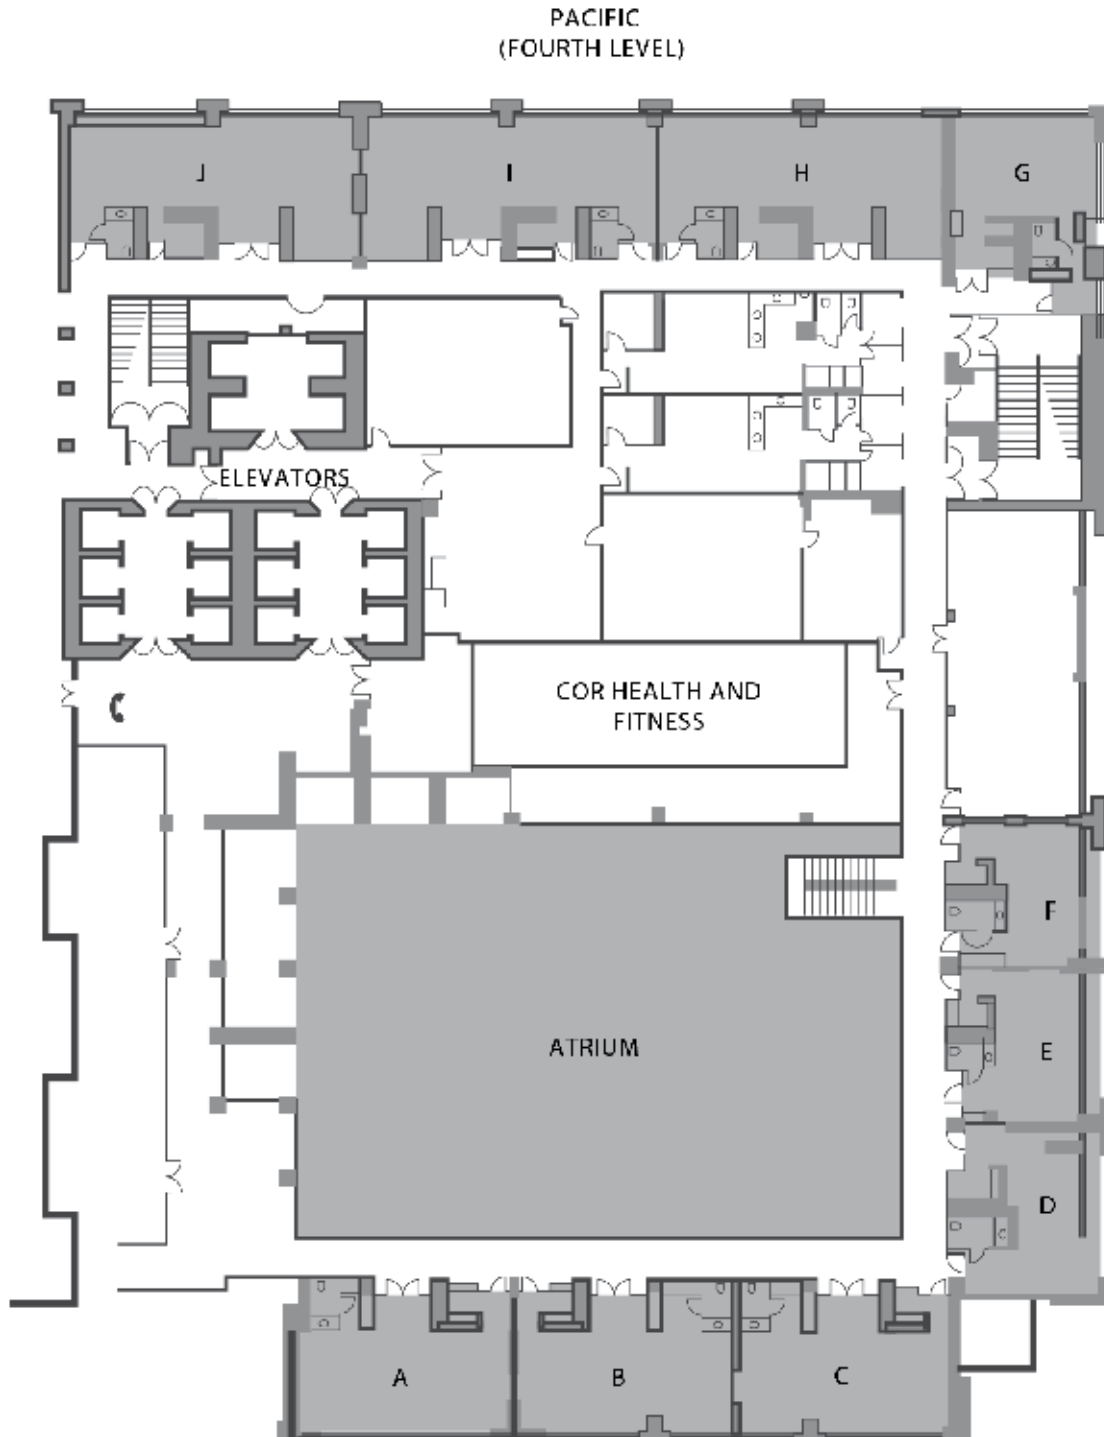 PACIFIC
(FOURTH LEVEL)
J
I
H
G
ELEVATORS
COR HEALTH AND
FITNESS
F
ATRIUM
E
D
A
B
C